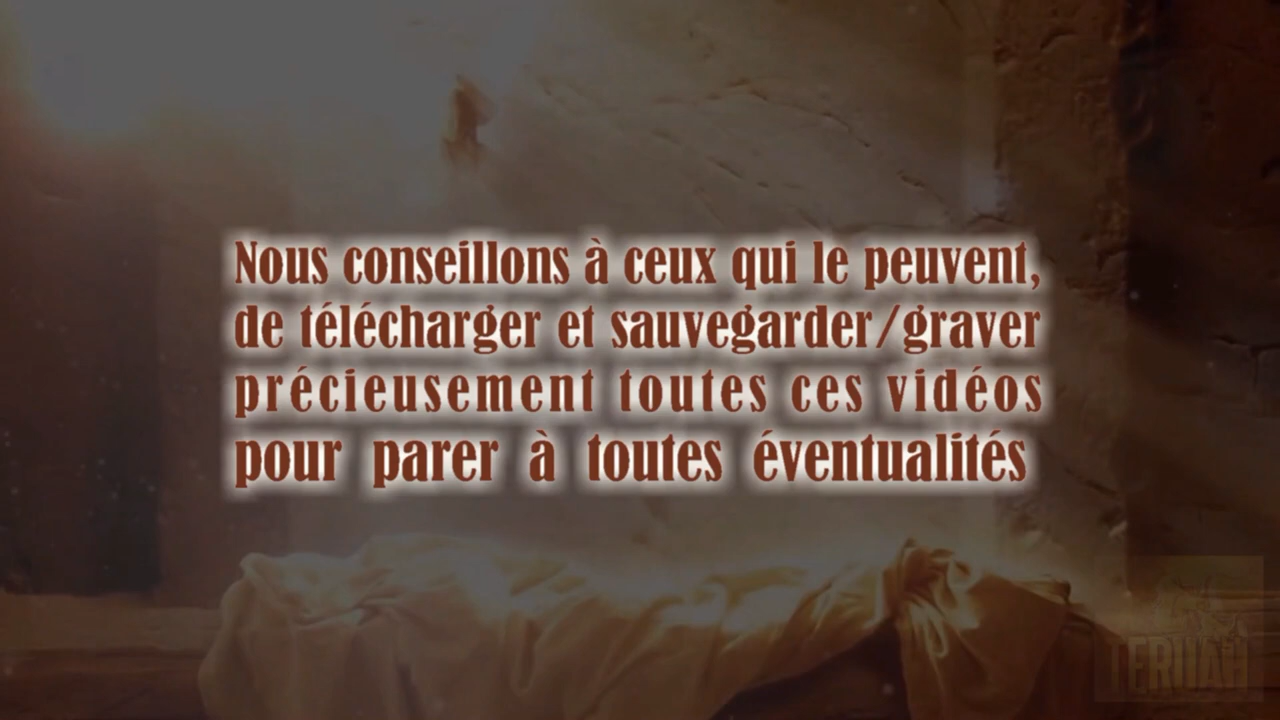 Nous conseillons à ceux qui le peuvent,
de télécharger et sauvegarder/graver
précieusement toutes ces vidéos
pour parer à toutes éventualités
TERUAH